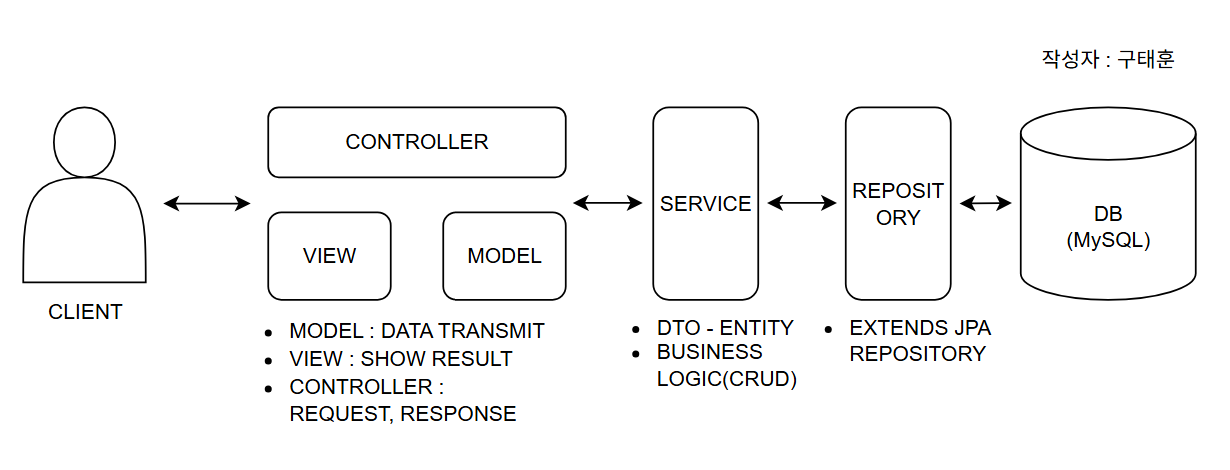 작성자 : 구태훈
CONTROLLER
VIEW
MODEL
SERVICE
REPOSIT
ORY
DB
(MySQL)
CLIENT
• MODEL : DATA TRANSMIT
• VIEW : SHOW RESULT
• CONTROLLER :
REQUEST, RESPONSE
• DTO - ENTITY
• BUSINESS
LOGIC(CRUD)
• EXTENDS JPA
REPOSITORY